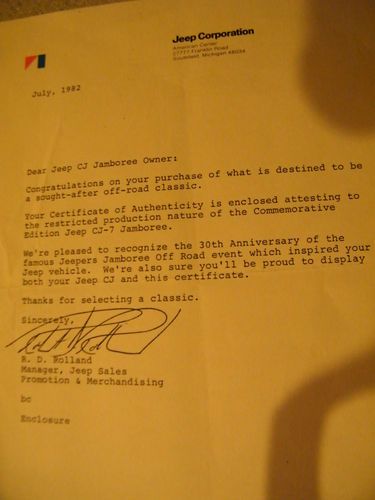 Jeep Corporation
American Center
27777 Franklin Road
Southfield, Michigan 48034
July, 1982
Dear Jeep CJ Jamboree Owner:
Congratulations on your purchase of what is destined to be
a sought-after off-road classic.
Your Certificate of Authenticity is enclosed attesting to
the restricted production nature of the Commemorative
Edition Jeep CJ-7 Jamboree.
We're pleased to recognize the 30th Anniversary of the
famous Jeepers Jamboree Off Road event which inspired your
Jeep vehicle. We're also sure you'll be proud to display
both your Jeep CJ and this certificate.
Thanks for selecting a classic.
Sincerely,
R. D. Rolland
Manager, Jeep Sales
Promotion & Merchandising
bc
Enclosure